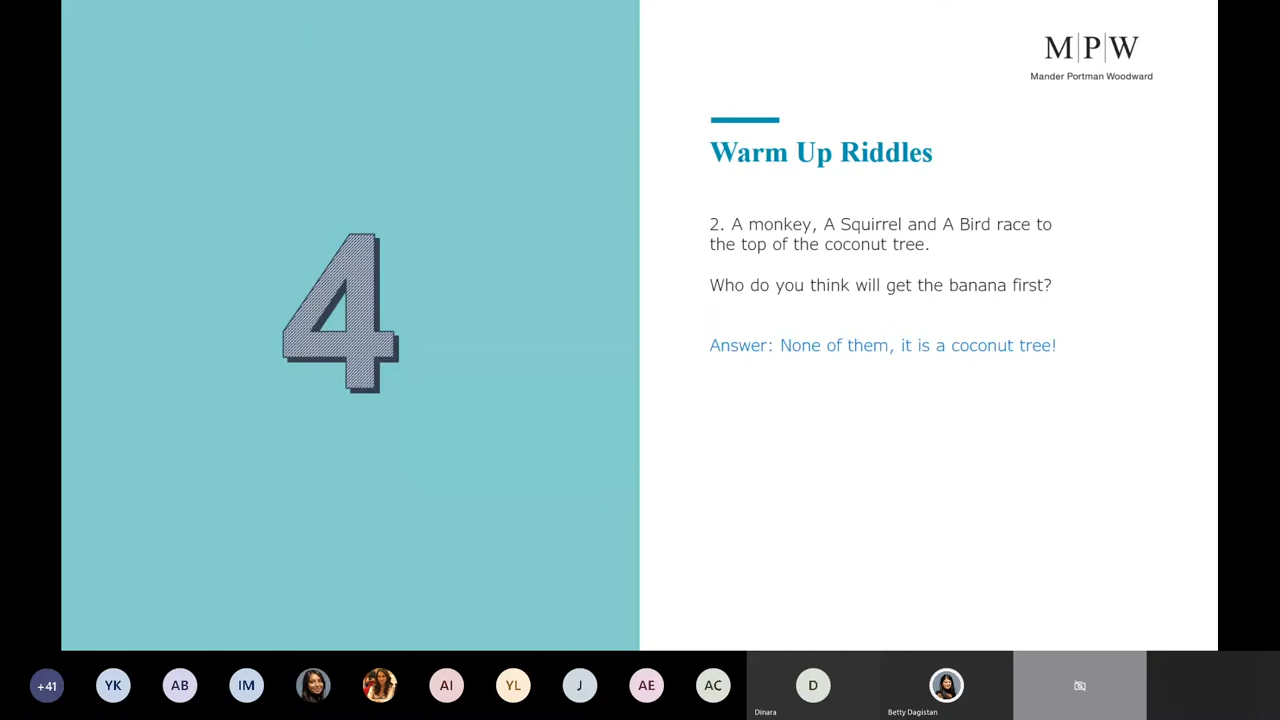 M|P|W
Mander Portman Woodward
Warm Up Riddles
2. A monkey, A Squirrel and A Bird race to
the top of the coconut tree.
Who do you think will get the banana first?
Answer: None of them, it is a coconut tree!
4
+41
YK
AB
IM
AI
YL
J
AE
AC
D
Dinara
Betty Dagistan